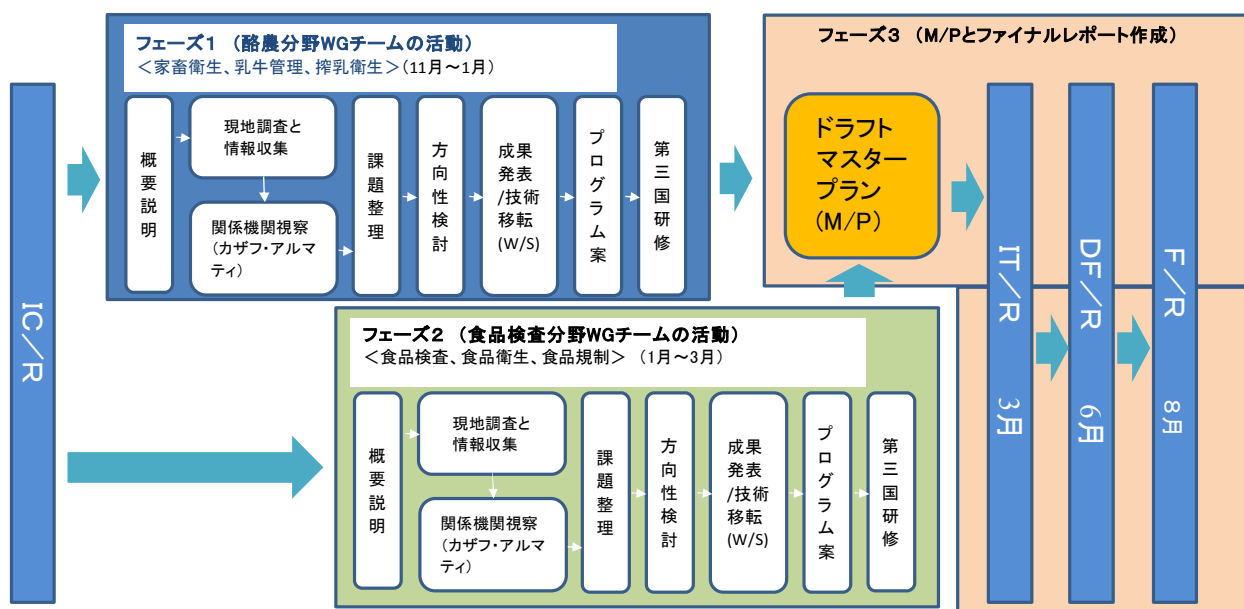 IC/R
フェーズ1 (酪農分野WGチームの活動)
<家畜衛生、乳牛管理、搾乳衛生>(11月~1月)
概要説明
現地調査と
情報収集
関係機関視察
(カザフ・アルマ
ティ)
課題整理
方向性検討
成果
発表
/技術
移転
(W/S)
プログラム案
第三国研修
フェーズ2 (食品検査分野WGチームの活動)
<食品検査、食品衛生、食品規制> (1月~3月)
概要説明
現地調査と
情報収集
関係機関視察
(カザフ・アルマ
ティ)
課題整理
方向性検討
成果
発表
/技術
移転
(W/S)
プログラム案
第三国研修
フェーズ3 (M/Pとファイナルレポート作成)
ドラフト
マスター
プラン
(M/P)
IT/R 3月
DF/R 6月
F/R 8月